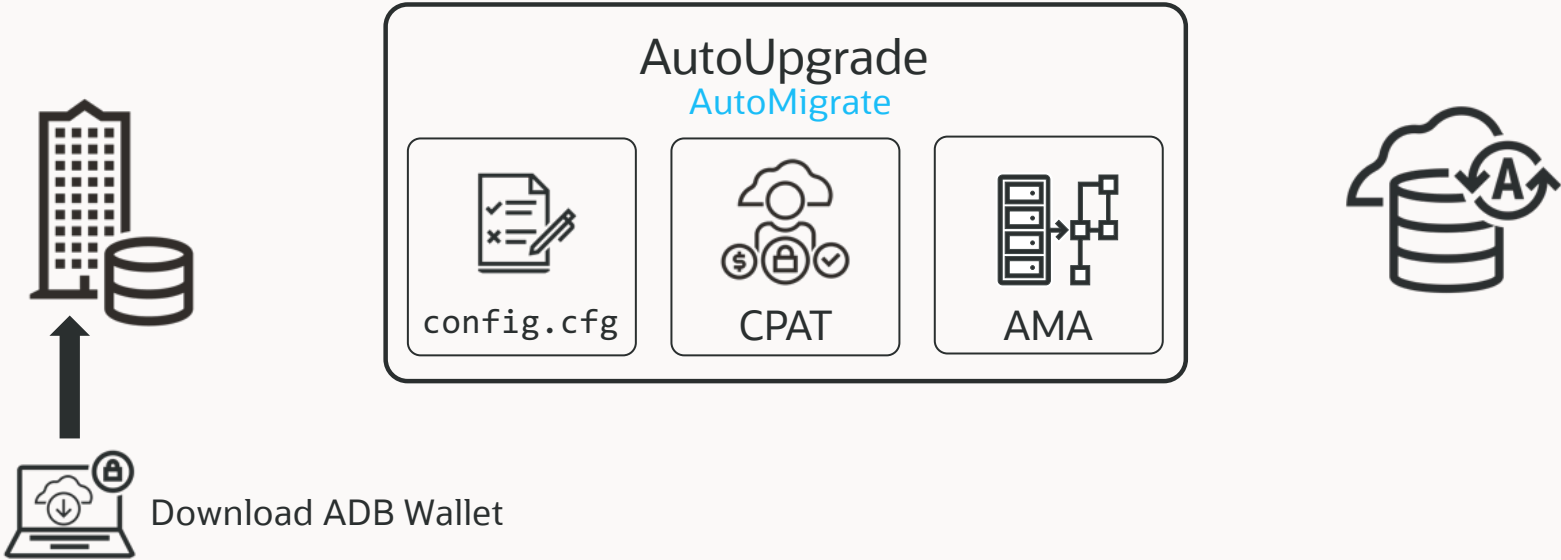 AutoUpgrade
AutoMigrate
config.cfg
CPAT
AMA
$
A
Download ADB Wallet